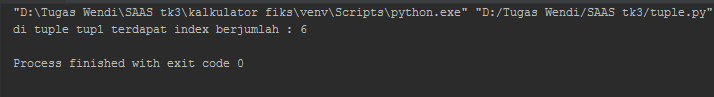 "D:\Tugas Wendi\SAAS tk3\kalkulator fiks\venv\Scripts\python.exe" "D:/Tugas Wendi/SAAS tk3/tuple.py"
di tuple tup1 terdapat index berjumlah : 6
Process finished with exit code 0